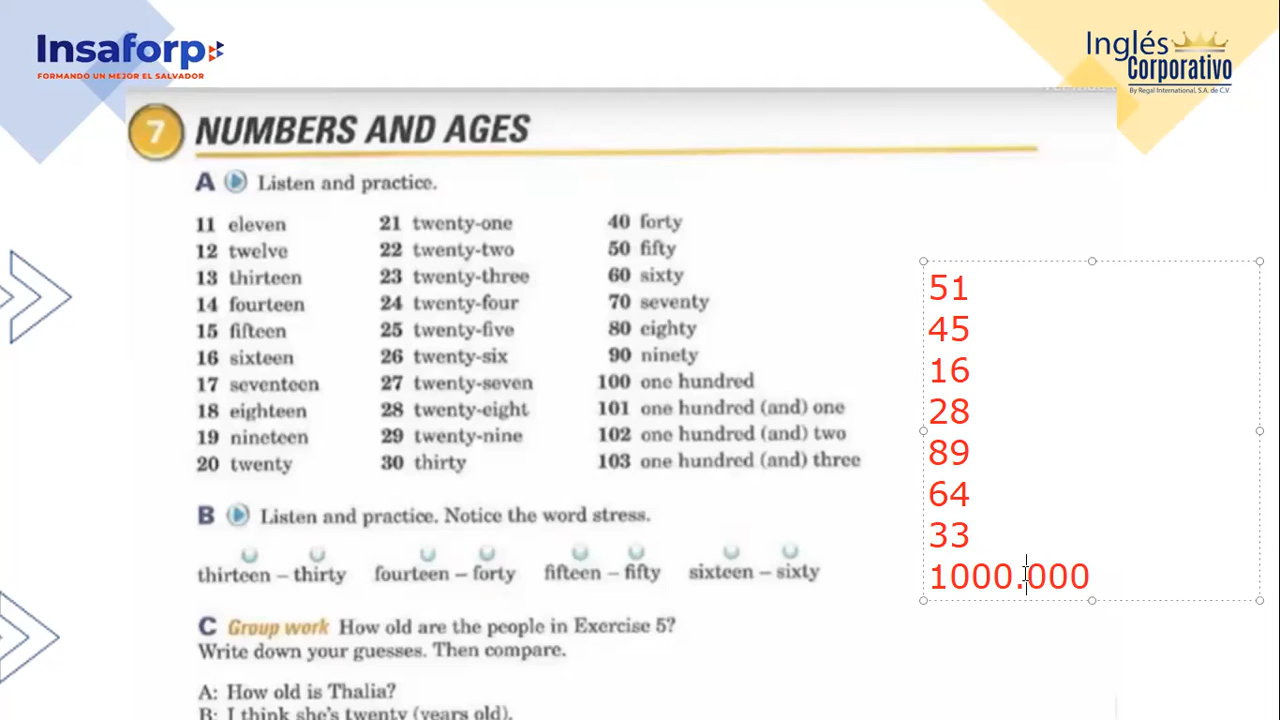 Insaforp
FORMANDO UN MEJOR EL SALVADOR
Inglés
Corporativo
By Regal International, S.A. de C.V.
7 NUMBERS AND AGES
A Listen and practice.
11 eleven 21 twenty-one 40 forty
12 twelve 22 twenty-two 50 fifty
13 thirteen 23 twenty-three 60 sixty
14 fourteen 24 twenty-four 70 seventy
15 fifteen 25 twenty-five 80 eighty
16 sixteen 26 twenty-six 90 ninety
17 seventeen 27 twenty-seven 100 one hundred
18 eighteen 28 twenty-eight 101 one hundred (and) one
19 nineteen 29 twenty-nine 102 one hundred (and) two
20 twenty 30 thirty 103 one hundred (and) three
B Listen and practice. Notice the word stress.
thirteen – thirty fourteen – forty fifteen – fifty sixteen – sixty
C Group work How old are the people in Exercise 5?
Write down your guesses. Then compare.
A: How old is Thalia?
B: I think she's twenty (years old).
51
45
16
28
89
64
33
1000.000